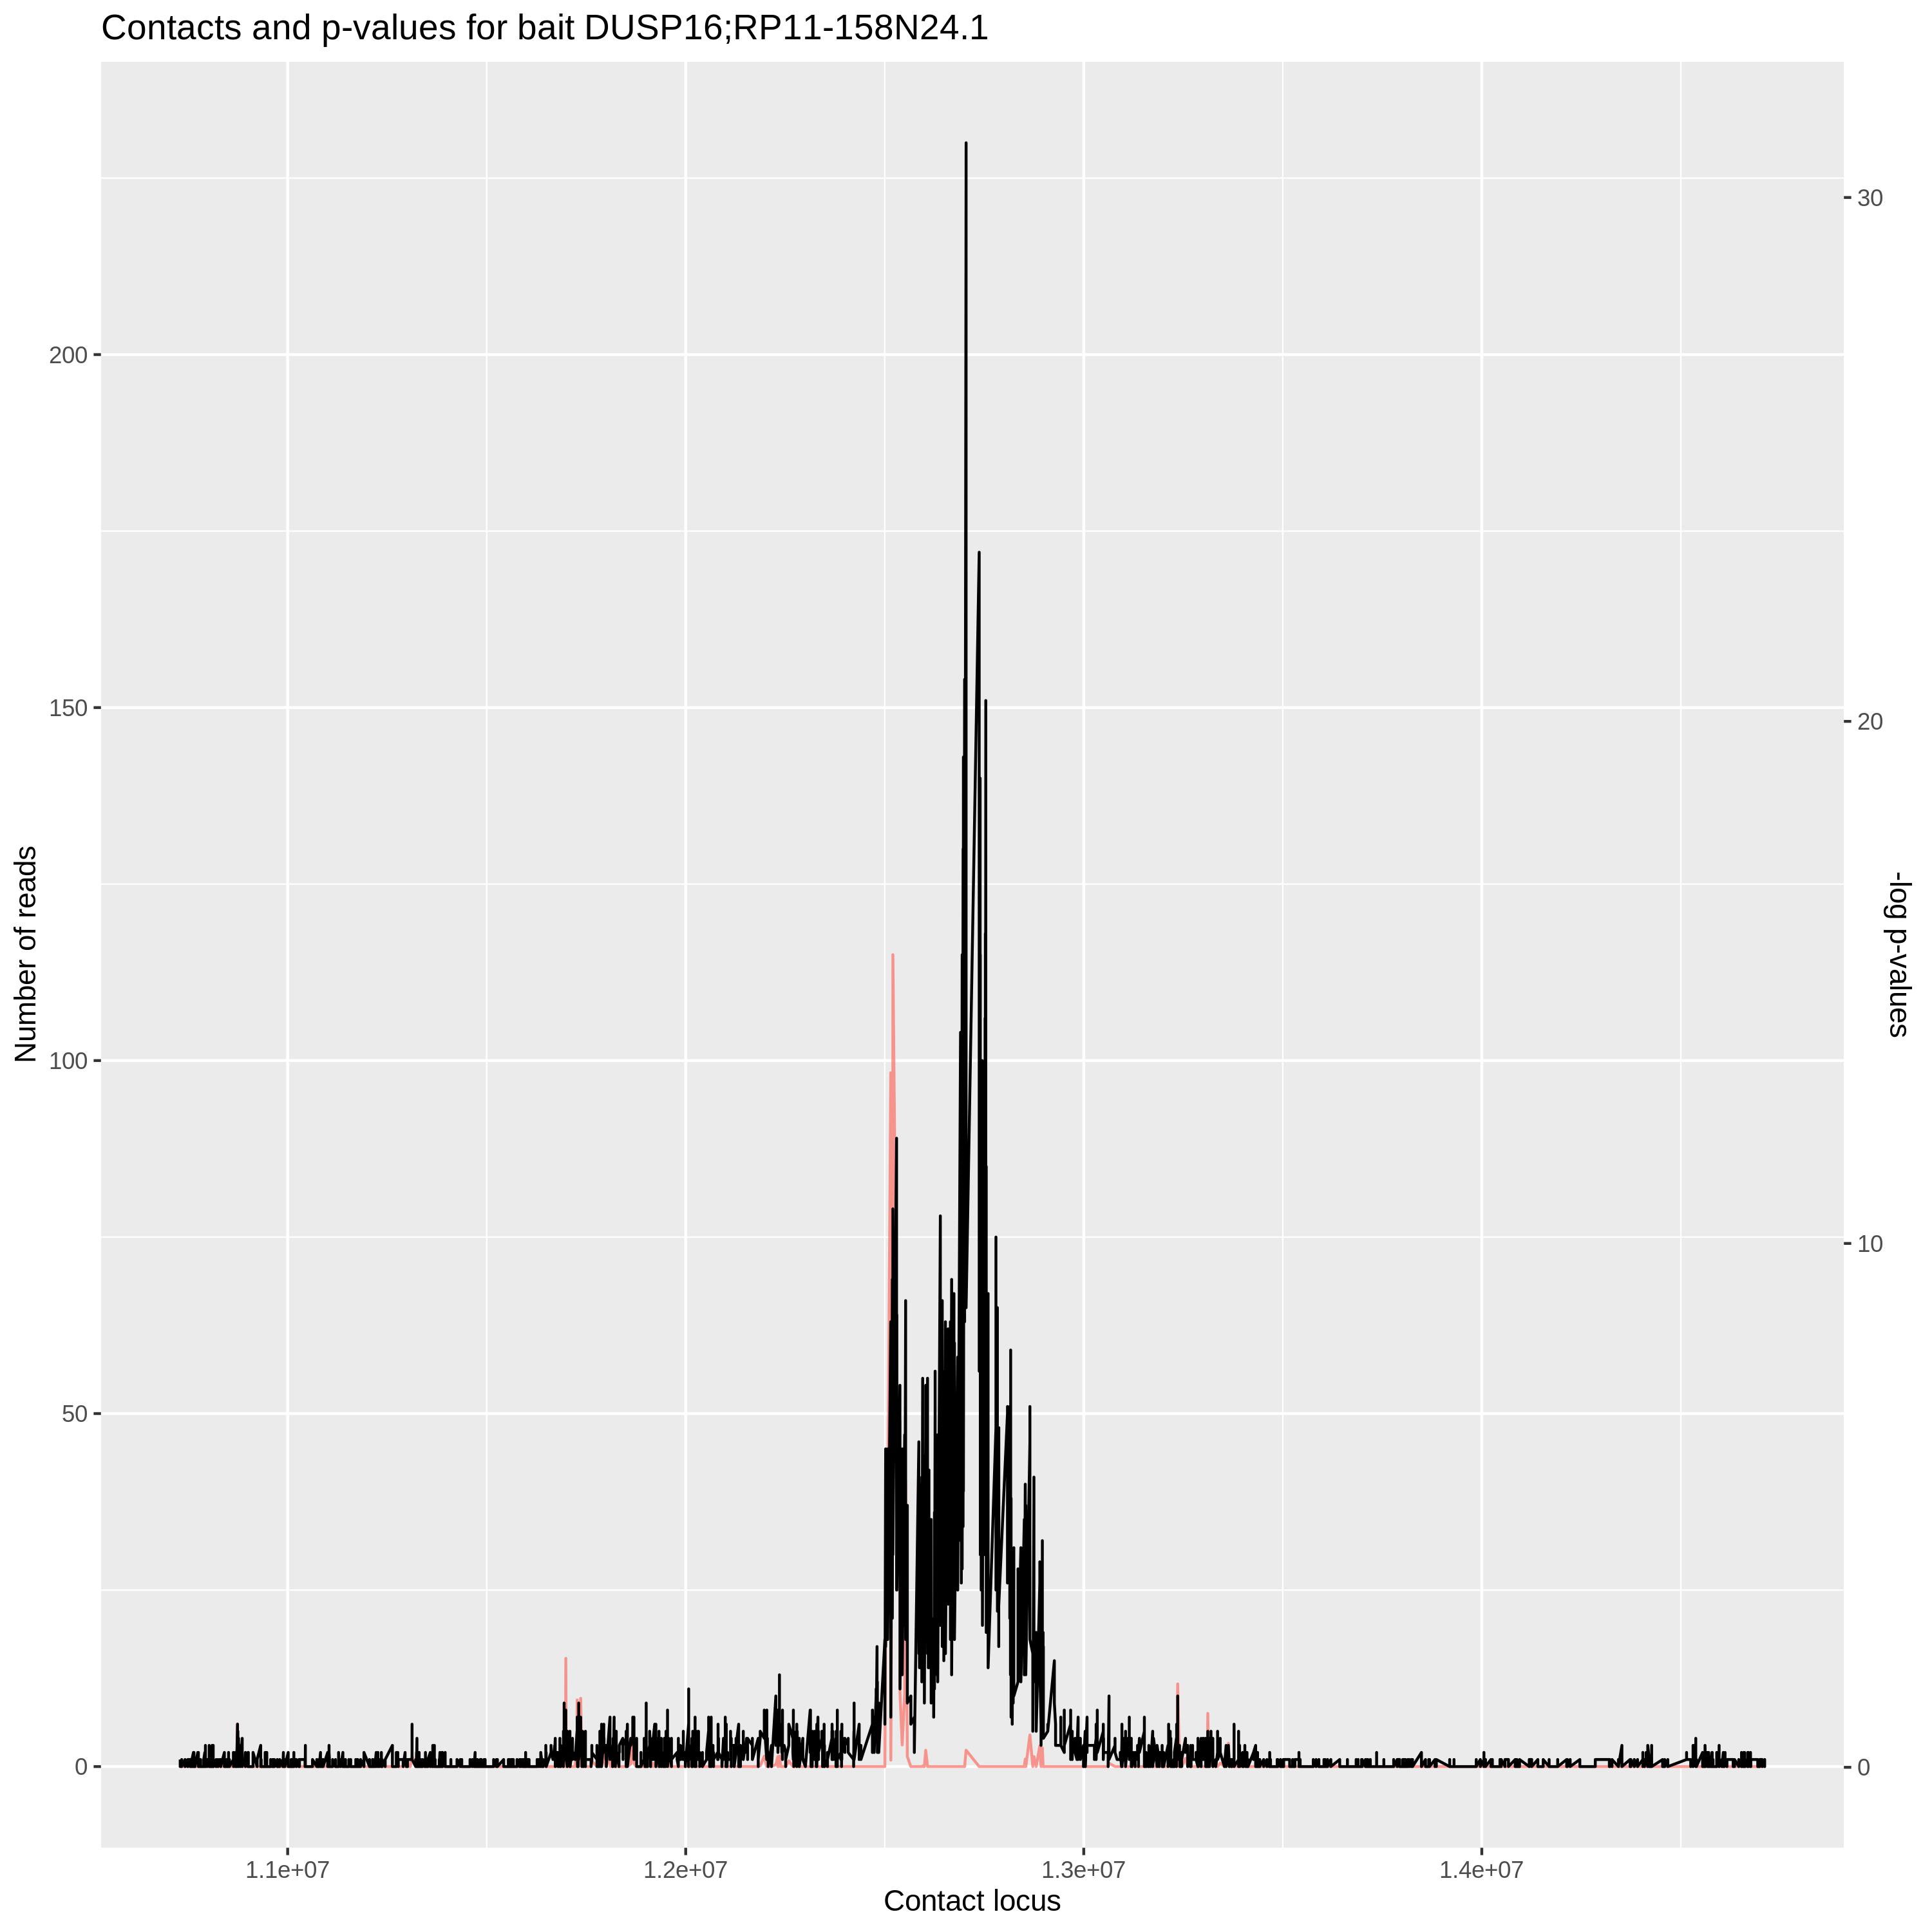 Contacts and p-values for bait DUSP16;RP11-158N24.1
Number of reads
200
150
100
50
0
30
20
10
0
-log p-values
1.1e+07
1.2e+07
1.3e+07
1.4e+07
Contact locus